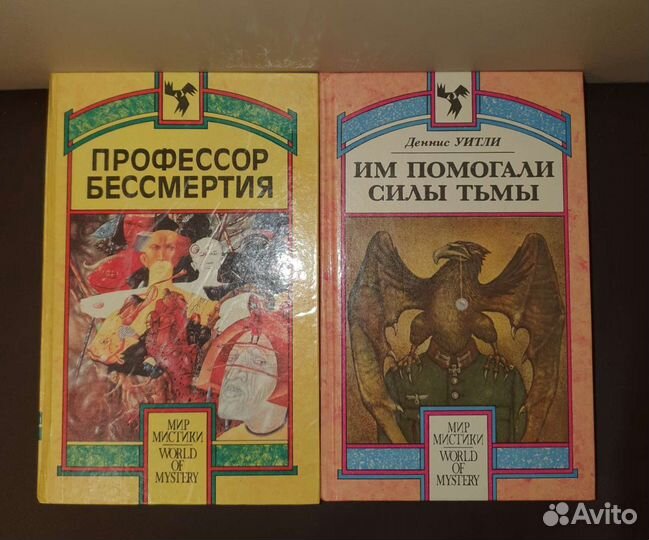 ПРОФЕССОР
БЕССМЕРТИЯ
МИР
МИСТИКИ
WORLD
OF
MYSTERY
Деннис УИТЛИ
ИМ ПОМОГАЛИ
СИЛЫ ТЬМЫ
МИР
МИСТИКИ
WORLD
OF
MYSTERY
Avito